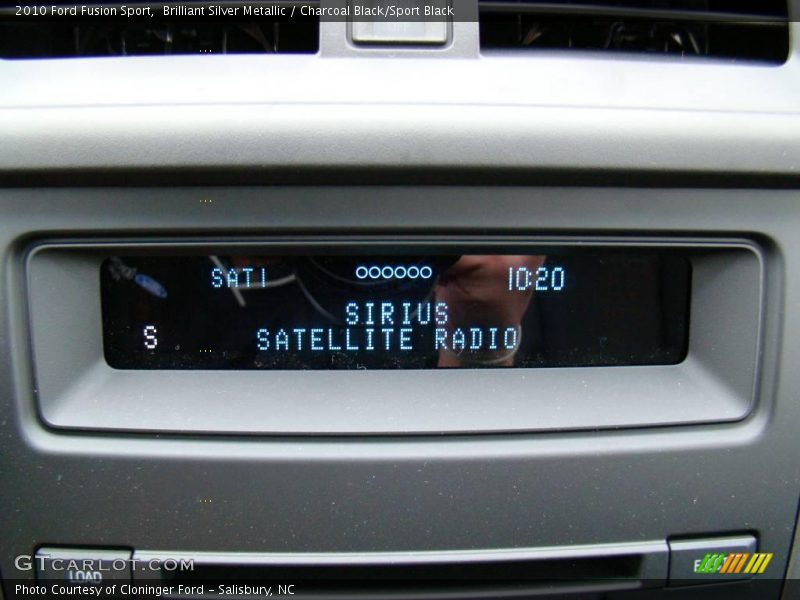 2010 Ford Fusion Sport,  Brilliant Silver Metallic / Charcoal Black/Sport Black
SAT1 oooooo 10:20
SIRIUS
S SATELLITE RADIO
LOAD
GTCarLot.com
Photo Courtesy of Cloninger Ford - Salisbury, NC